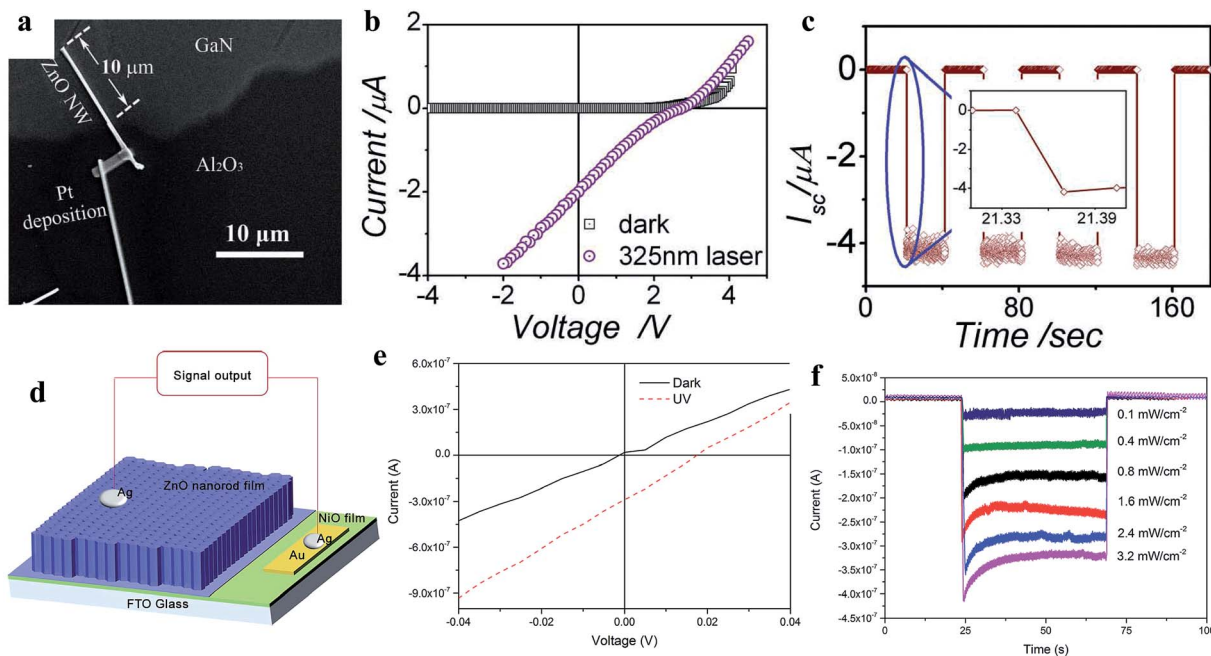 a
GaN
10 μm
ZnO NW
Al₂O₃
Pt
deposition
10 μm
b
2
0
-2
-4
Current /μA
dark
325nm laser
-4
-2
0
2
4
Voltage /V
c
0
-2
-4
I_sc/μA
0
-2
-4
21.33
21.39
0
80
160
Time /sec
d
Signal output
Ag
ZnO nanorod film
NiO film
Ag
Au
FTO Glass
e
6.0x10⁻⁷
3.0x10⁻⁷
0.0
-3.0x10⁻⁷
-6.0x10⁻⁷
-9.0x10⁻⁷
Current (A)
Dark
UV
-0.04
-0.02
0.00
0.02
0.04
Voltage (V)
f
5.0x10⁻⁸
0.0
-5.0x10⁻⁸
-1.0x10⁻⁷
-1.5x10⁻⁷
-2.0x10⁻⁷
-2.5x10⁻⁷
-3.0x10⁻⁷
-3.5x10⁻⁷
-4.0x10⁻⁷
-4.5x10⁻⁷
Current (A)
0.1 mW/cm⁻²
0.4 mW/cm⁻²
0.8 mW/cm⁻²
1.6 mW/cm⁻²
2.4 mW/cm⁻²
3.2 mW/cm⁻²
0
25
50
75
100
Time (s)